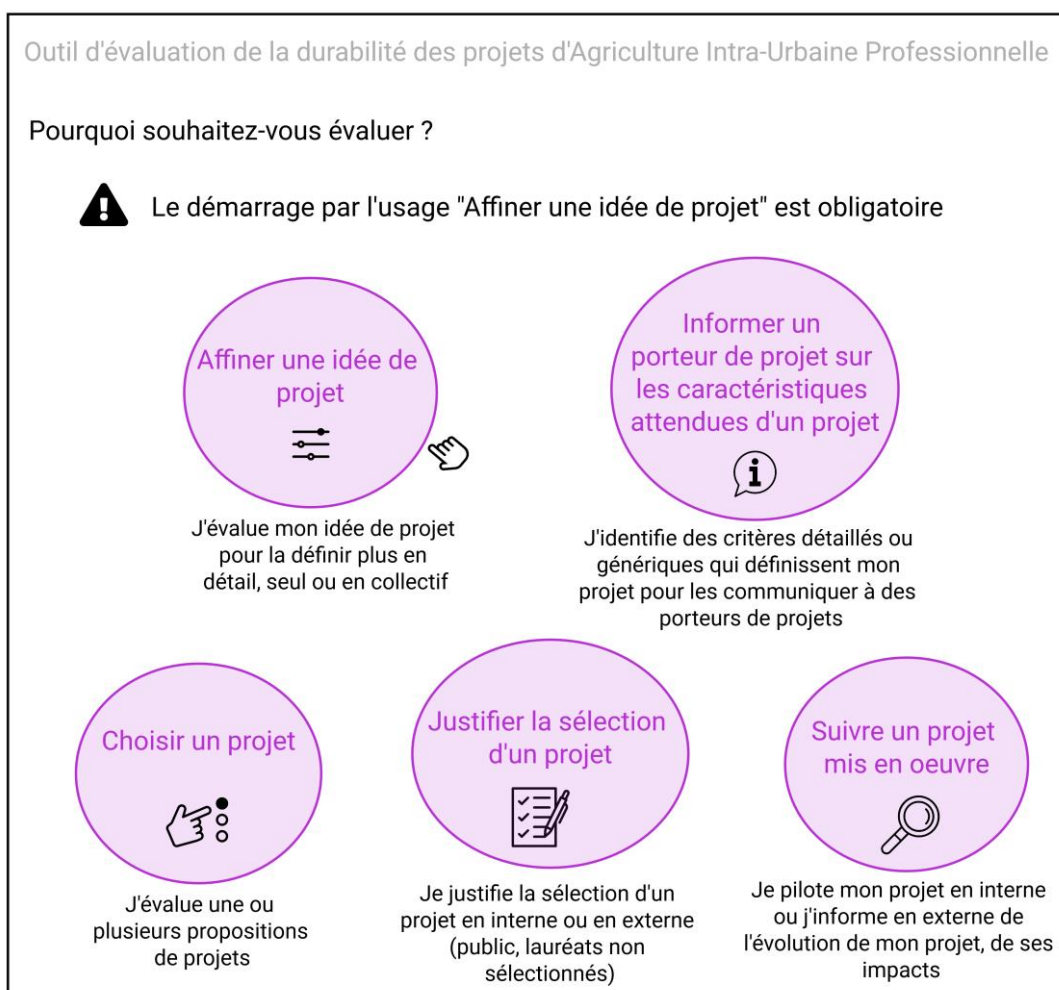 Outil d'évaluation de la durabilité des projets d'Agriculture Intra-Urbaine Professionnelle
Pourquoi souhaitez-vous évaluer ?
Le démarrage par l'usage "Affiner une idée de projet" est obligatoire
Affiner une idée de
projet
J'évalue mon idée de projet
pour la définir plus en
détail, seul ou en collectif
Informer un
porteur de projet sur
les caractéristiques
attendues d'un projet
J'identifie des critères détaillés ou
génériques qui définissent mon
projet pour les communiquer à des
porteurs de projets
Choisir un projet
J'évalue une ou
plusieurs propositions
de projets
Justifier la sélection
d'un projet
Je justifie la sélection d'un
projet en interne ou en externe
(public, lauréats non
sélectionnés)
Suivre un projet
mis en oeuvre
Je pilote mon projet en interne
ou j'informe en externe de
l'évolution de mon projet, de ses
impacts